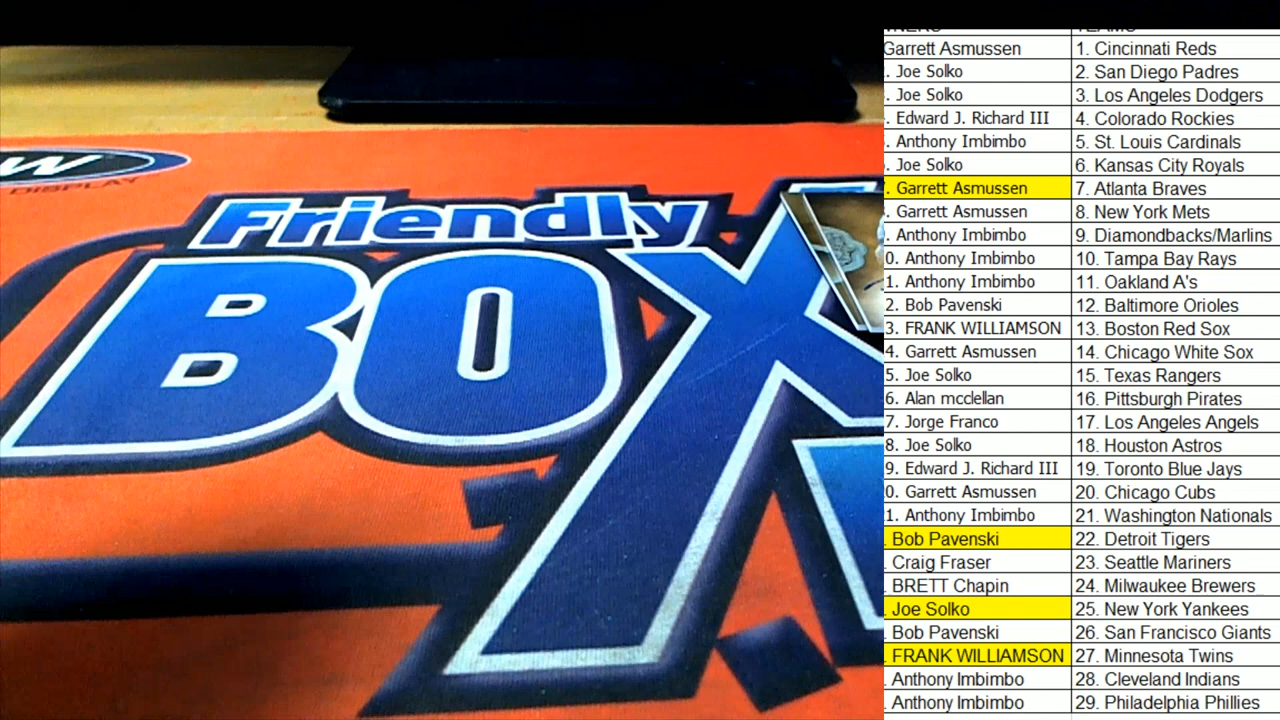 W
DISPLAY
Friendly
BOX
TEAMS
Garrett Asmussen 1. Cincinnati Reds
. Joe Solko 2. San Diego Padres
. Joe Solko 3. Los Angeles Dodgers
. Edward J. Richard III 4. Colorado Rockies
. Anthony Imbimbo 5. St. Louis Cardinals
. Joe Solko 6. Kansas City Royals
. Garrett Asmussen 7. Atlanta Braves
. Garrett Asmussen 8. New York Mets
. Anthony Imbimbo 9. Diamondbacks/Marlins
0. Anthony Imbimbo 10. Tampa Bay Rays
1. Anthony Imbimbo 11. Oakland A's
2. Bob Pavenski 12. Baltimore Orioles
3. FRANK WILLIAMSON 13. Boston Red Sox
4. Garrett Asmussen 14. Chicago White Sox
5. Joe Solko 15. Texas Rangers
6. Alan mcclellan 16. Pittsburgh Pirates
7. Jorge Franco 17. Los Angeles Angels
8. Joe Solko 18. Houston Astros
9. Edward J. Richard III 19. Toronto Blue Jays
0. Garrett Asmussen 20. Chicago Cubs
1. Anthony Imbimbo 21. Washington Nationals
. Bob Pavenski 22. Detroit Tigers
. Craig Fraser 23. Seattle Mariners
. BRETT Chapin 24. Milwaukee Brewers
. Joe Solko 25. New York Yankees
. Bob Pavenski 26. San Francisco Giants
. FRANK WILLIAMSON 27. Minnesota Twins
. Anthony Imbimbo 28. Cleveland Indians
. Anthony Imbimbo 29. Philadelphia Phillies